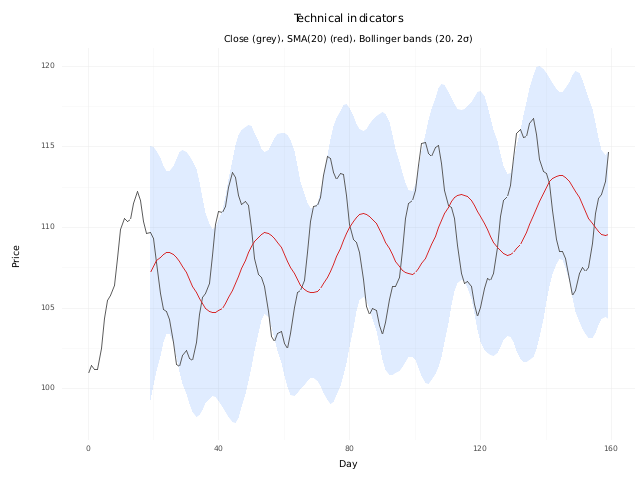 Technical indicators
Close (grey), SMA(20) (red), Bollinger bands (20, 2σ)
120
115
110
105
100
Price
0 40 80 120 160
Day